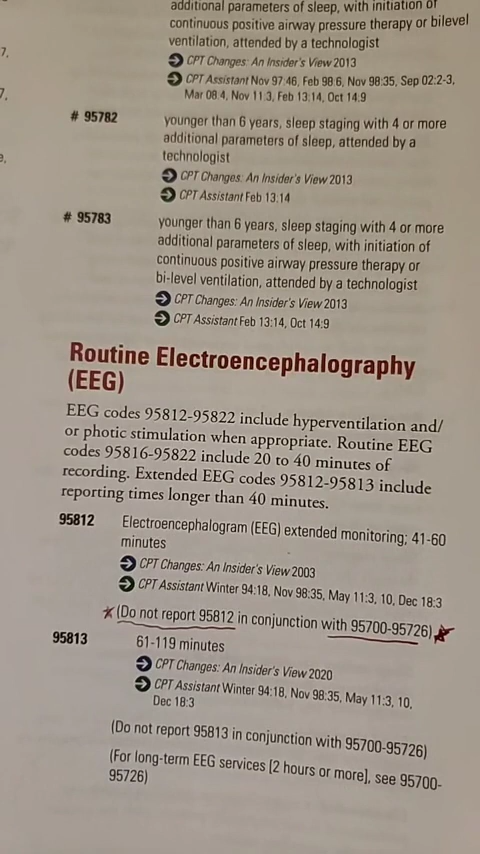 additional parameters of sleep, with initiation of
continuous positive airway pressure therapy or bilevel
ventilation, attended by a technologist
CPT Changes: An Insider's View 2013
CPT Assistant Nov 97:46, Feb 98:6, Nov 98:35, Sep 02:2-3,
Mar 08:4, Nov 11:3, Feb 13:14, Oct 14:9
# 95782 younger than 6 years, sleep staging with 4 or more
additional parameters of sleep, attended by a
technologist
CPT Changes: An Insider's View 2013
CPT Assistant Feb 13:14
# 95783 younger than 6 years, sleep staging with 4 or more
additional parameters of sleep, with initiation of
continuous positive airway pressure therapy or
bi-level ventilation, attended by a technologist
CPT Changes: An Insider's View 2013
CPT Assistant Feb 13:14, Oct 14:9
Routine Electroencephalography
(EEG)
EEG codes 95812-95822 include hyperventilation and/
or photic stimulation when appropriate. Routine EEG
codes 95816-95822 include 20 to 40 minutes of
recording. Extended EEG codes 95812-95813 include
reporting times longer than 40 minutes.
95812 Electroencephalogram (EEG) extended monitoring; 41-60
minutes
CPT Changes: An Insider's View 2003
CPT Assistant Winter 94:18, Nov 98:35, May 11:3, 10, Dec 18:3
(Do not report 95812 in conjunction with 95700-95726)
95813 61-119 minutes
CPT Changes: An Insider's View 2020
CPT Assistant Winter 94:18, Nov 98:35, May 11:3, 10,
Dec 18:3
(Do not report 95813 in conjunction with 95700-95726)
(For long-term EEG services [2 hours or more], see 95700-
95726)